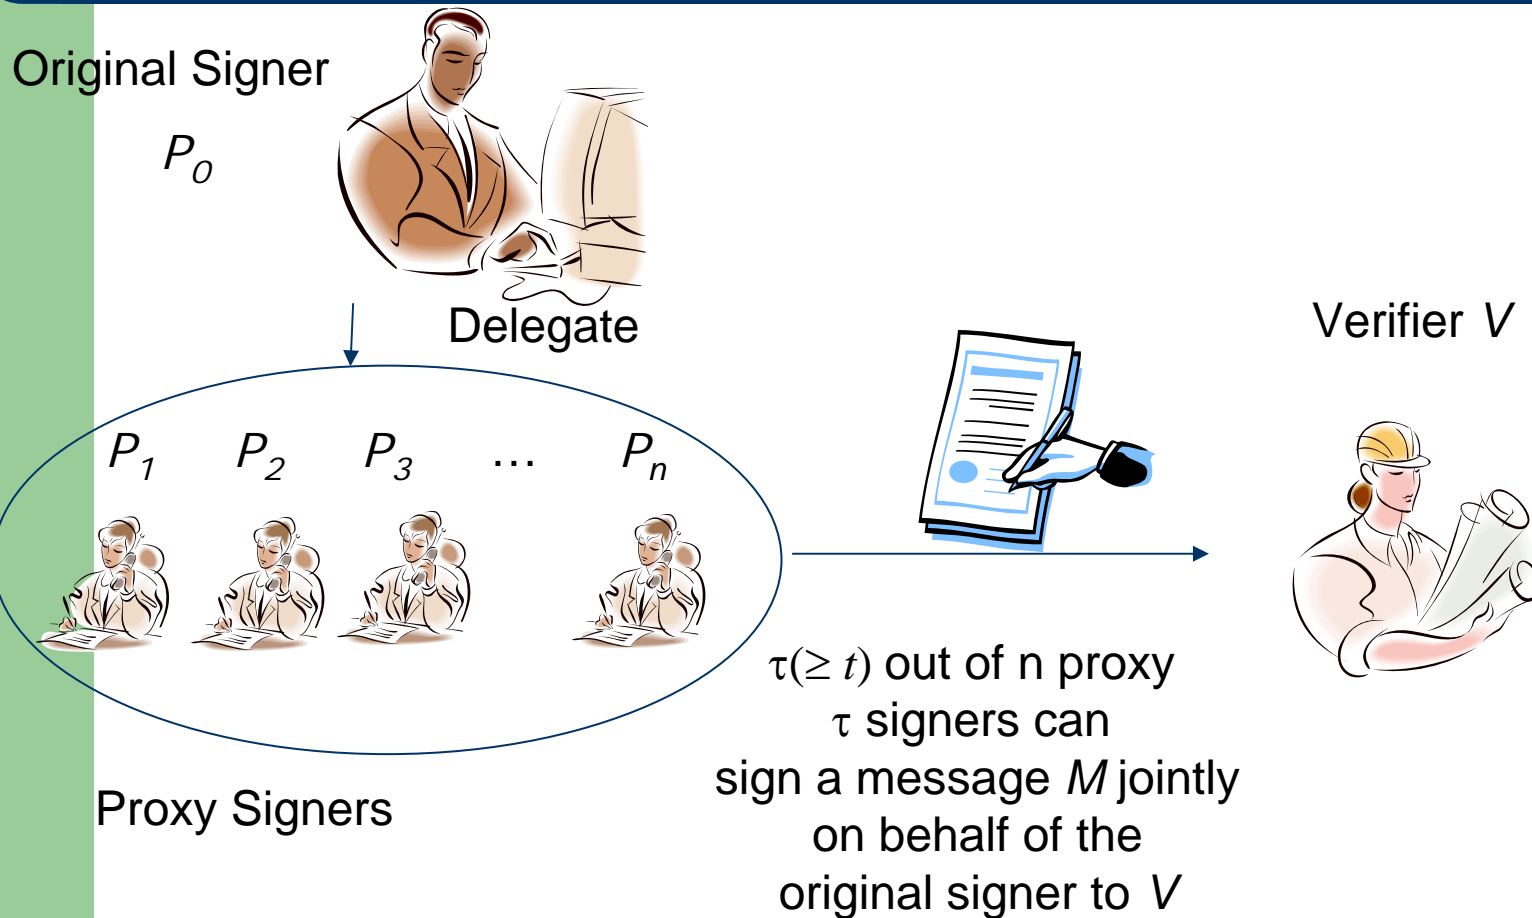 Original Signer
P0
Delegate
Verifier V
P1 P2 P3 ... Pn
τ(≥ t) out of n proxy
τ signers can
sign a message M jointly
on behalf of the
original signer to V
Proxy Signers